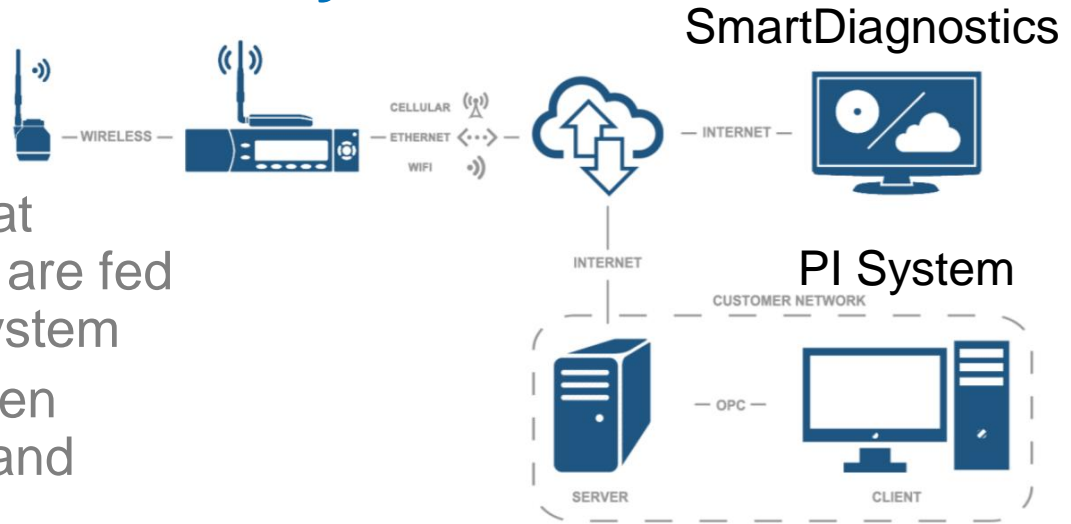 SmartDiagnostics
CELLULAR
WIRELESS
ETHERNET
WIFI
INTERNET
at
are fed
ystem
en
and
INTERNET
PI System
CUSTOMER NETWORK
OPC
SERVER
CLIENT